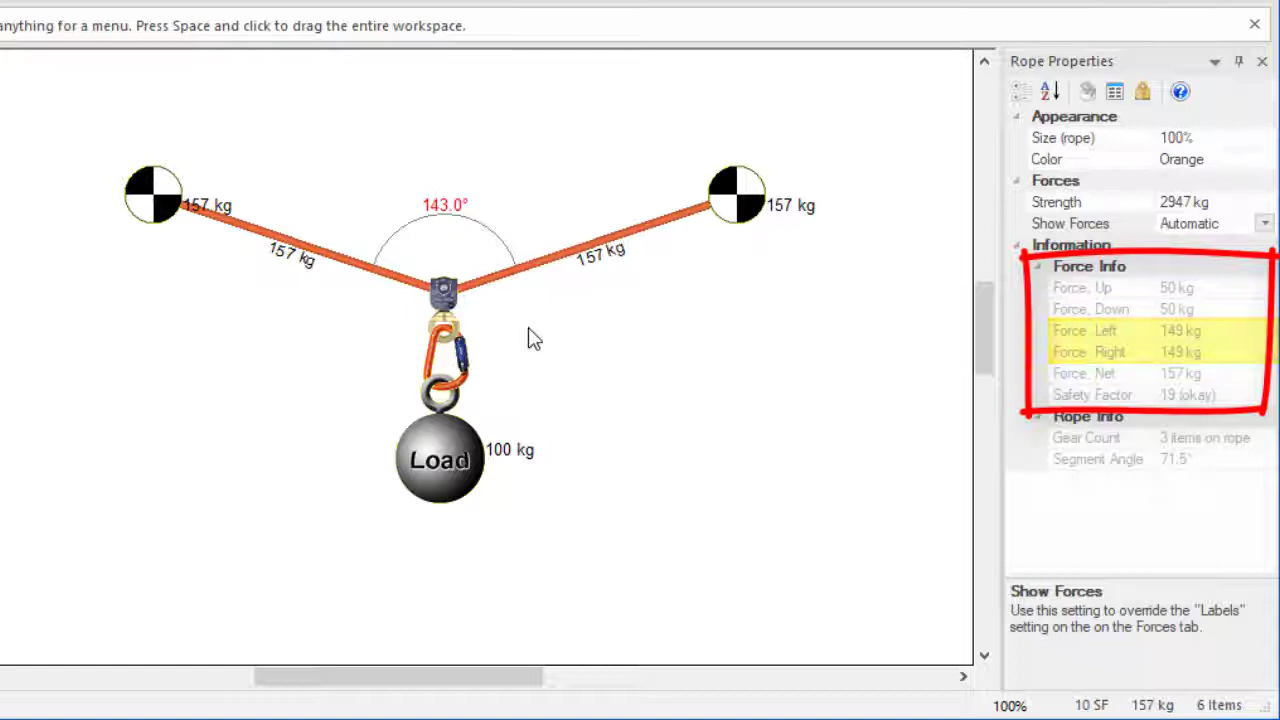 anything for a menu. Press Space and click to drag the entire workspace.
Rope Properties
Appearance
Size (rope) 100%
Color Orange
Forces
Strength 2947 kg
Show Forces Automatic
Information
Force Info
Force, Up 50 kg
Force, Down 50 kg
Force, Left 149 kg
Force, Right 149 kg
Force, Net 157 kg
Safety Factor 19 (okay)
Rope Info
Gear Count 3 items on rope
Segment Angle 71.5°
Show Forces
Use this setting to override the "Labels"
setting on the on the Forces tab.
143.0°
157 kg
157 kg
157 kg
157 kg
Load
100 kg
100% 10 SF 157 kg 6 Items